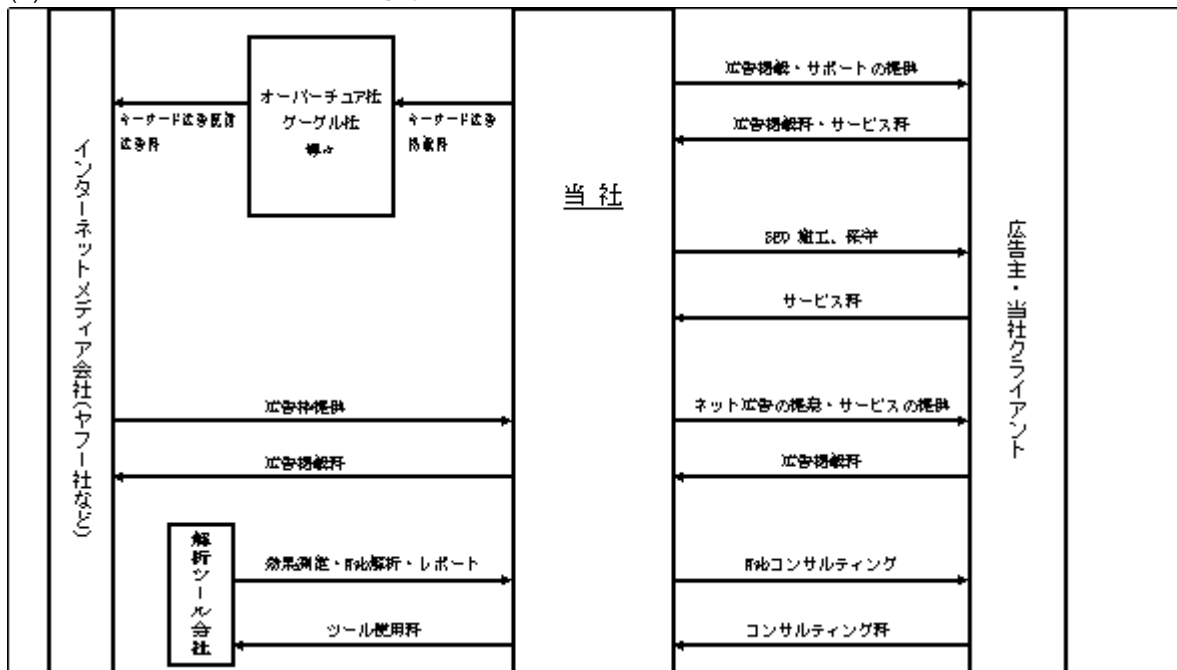 オーバーチュア社
グーグル社
キーワード広告
掲載料
インターネットメディア会社(ヤフー社など)
当 社
広告主・当社クライアント
広告掲載・サポートの提供
広告掲載料・サービス料
SEO 施工、保守
サービス料
広告枠提供
広告掲載料
ネット広告の提案・サービスの提供
広告掲載料
解析ツール会社
効果測定・Web解析・レポート
ツール使用料
Webコンサルティング
コンサルティング料